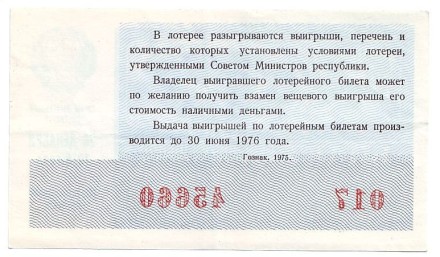 В лотерее разыгрываются выигрыши, перечень и
количество которых установлены условиями лотереи,
утвержденными Советом Министров республики.
Владелец выигравшего лотерейного билета может
по желанию получить взамен вещевого выигрыша его
стоимость наличными деньгами.
Выдача выигрышей по лотерейным билетам произ-
водится до 30 июня 1976 года.
Гознак. 1975.
45660 017